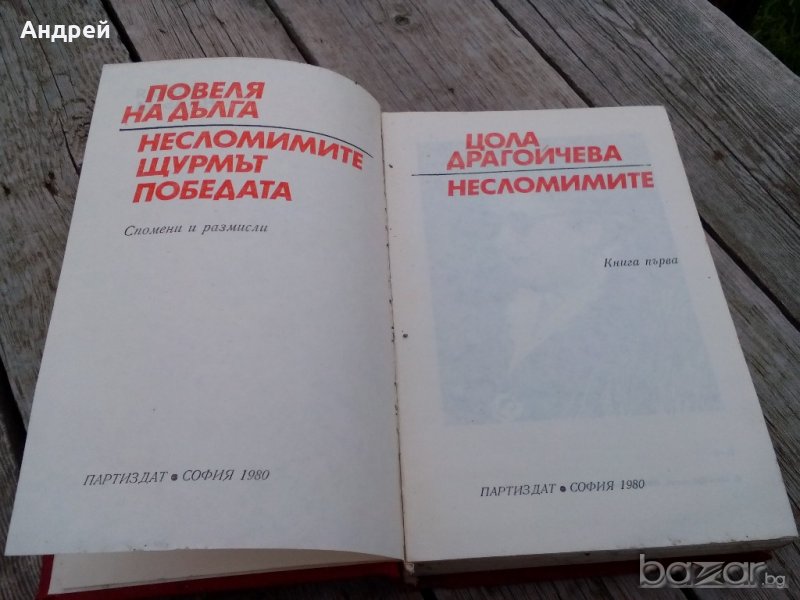 Андрей
ПОВЕЛЯ
НА ДЪЛГА
НЕСЛОМИМИТЕ
ЩУРМЪТ
ПОБЕДАТА
Спомени и размисли
ПАРТИЗДАТ • СОФИЯ 1980
ЦОЛА
ДРАГОЙЧЕВА
НЕСЛОМИМИТЕ
Книга първа
ПАРТИЗДАТ • СОФИЯ 1980
bazar.bg